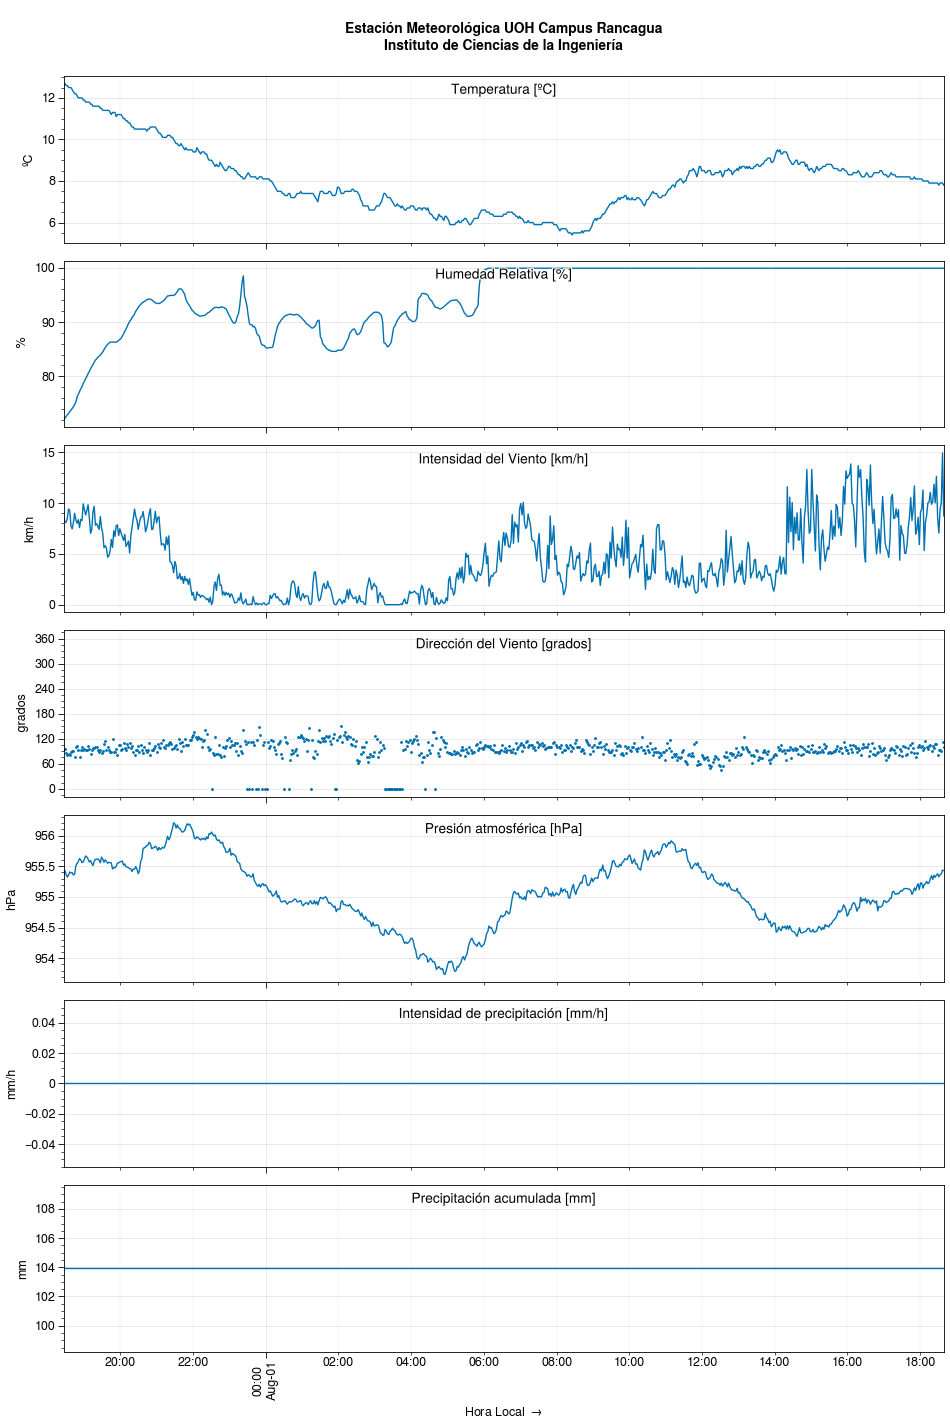 Estación Meteorológica UOH Campus Rancagua
Instituto de Ciencias de la Ingeniería
Temperatura [ºC]
12
10
8
6
ºC
Humedad Relativa [%]
100
90
80
%
Intensidad del Viento [km/h]
15
10
5
0
km/h
Dirección del Viento [grados]
360
300
240
180
120
60
0
grados
Presión atmosférica [hPa]
956
955.5
955
954.5
954
hPa
Intensidad de precipitación [mm/h]
0.04
0.02
0
−0.02
−0.04
mm/h
Precipitación acumulada [mm]
108
106
104
102
100
mm
20:00 22:00 00:00 02:00 04:00 06:00 08:00 10:00 12:00 14:00 16:00 18:00
Aug-01
Hora Local →